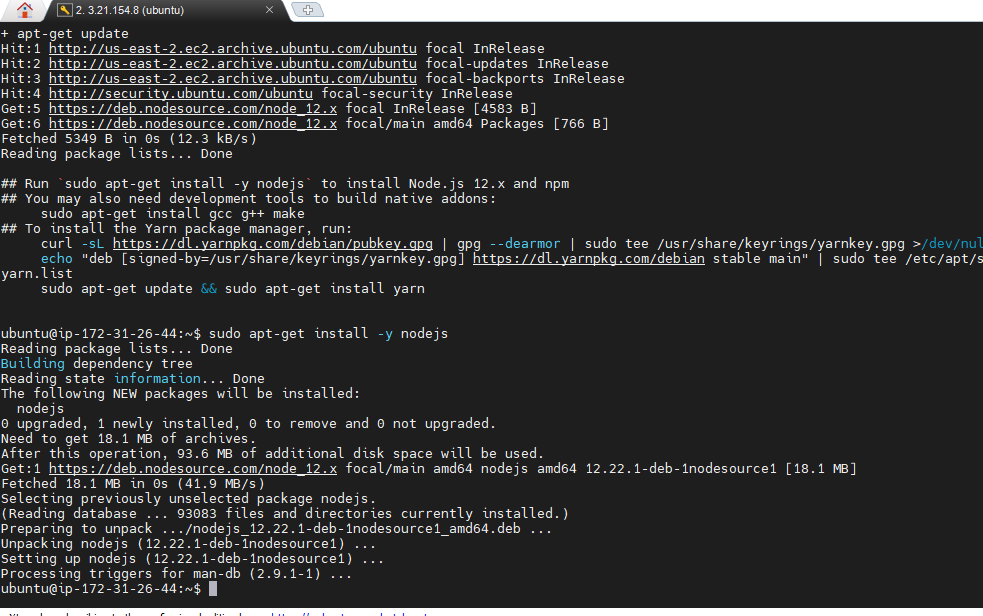 2. 3.21.154.8 (ubuntu)
+ apt-get update
Hit:1 http://us-east-2.ec2.archive.ubuntu.com/ubuntu focal InRelease
Hit:2 http://us-east-2.ec2.archive.ubuntu.com/ubuntu focal-updates InRelease
Hit:3 http://us-east-2.ec2.archive.ubuntu.com/ubuntu focal-backports InRelease
Hit:4 http://security.ubuntu.com/ubuntu focal-security InRelease
Get:5 https://deb.nodesource.com/node_12.x focal InRelease [4583 B]
Get:6 https://deb.nodesource.com/node_12.x focal/main amd64 Packages [766 B]
Fetched 5349 B in 0s (12.3 kB/s)
Reading package lists... Done
## Run `sudo apt-get install -y nodejs` to install Node.js 12.x and npm
## You may also need development tools to build native addons:
sudo apt-get install gcc g++ make
## To install the Yarn package manager, run:
curl -sL https://dl.yarnpkg.com/debian/pubkey.gpg | gpg --dearmor | sudo tee /usr/share/keyrings/yarnkey.gpg >/dev/nul
echo "deb [signed-by=/usr/share/keyrings/yarnkey.gpg] https://dl.yarnpkg.com/debian stable main" | sudo tee /etc/apt/s
yarn.list
sudo apt-get update && sudo apt-get install yarn
ubuntu@ip-172-31-26-44:~$ sudo apt-get install -y nodejs
Reading package lists... Done
Building dependency tree
Reading state information... Done
The following NEW packages will be installed:
nodejs
0 upgraded, 1 newly installed, 0 to remove and 0 not upgraded.
Need to get 18.1 MB of archives.
After this operation, 93.6 MB of additional disk space will be used.
Get:1 https://deb.nodesource.com/node_12.x focal/main amd64 nodejs amd64 12.22.1-deb-1nodesource1 [18.1 MB]
Fetched 18.1 MB in 0s (41.9 MB/s)
Selecting previously unselected package nodejs.
(Reading database ... 93083 files and directories currently installed.)
Preparing to unpack .../nodejs_12.22.1-deb-1nodesource1_amd64.deb ...
Unpacking nodejs (12.22.1-deb-1nodesource1) ...
Setting up nodejs (12.22.1-deb-1nodesource1) ...
Processing triggers for man-db (2.9.1-1) ...
ubuntu@ip-172-31-26-44:~$